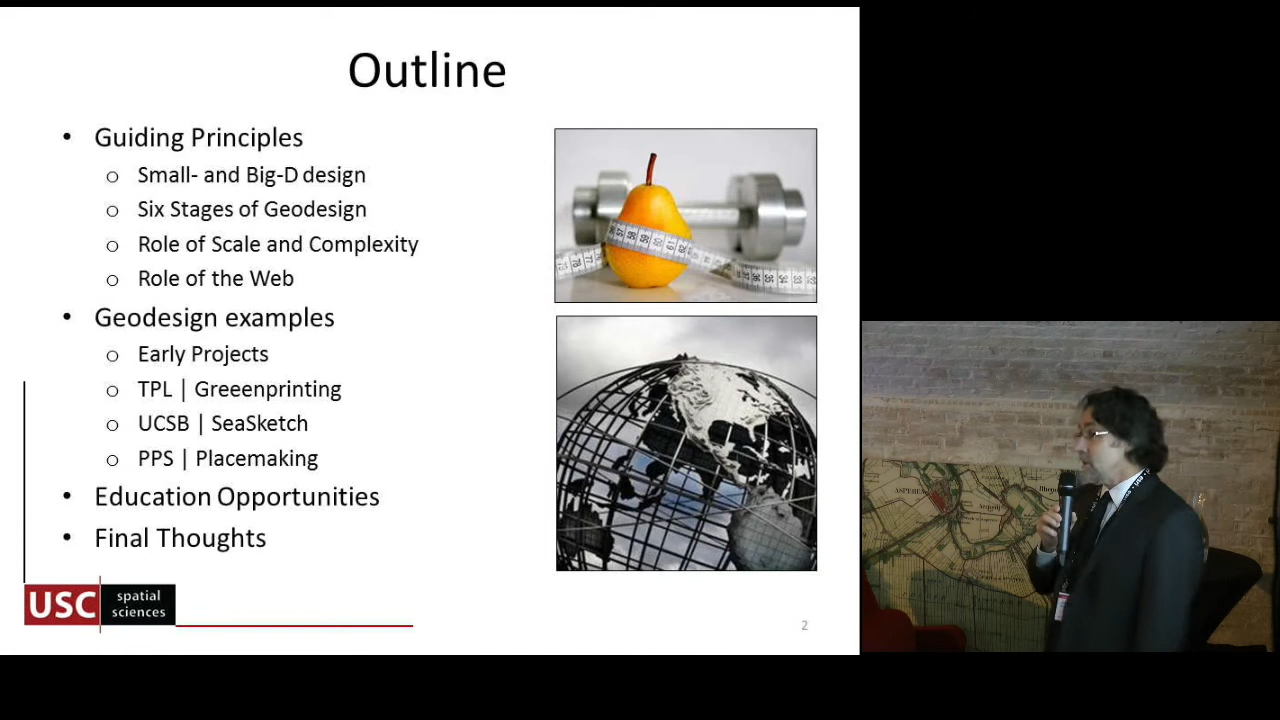 Outline
• Guiding Principles
o Small- and Big-D design
o Six Stages of Geodesign
o Role of Scale and Complexity
o Role of the Web
• Geodesign examples
o Early Projects
o TPL | Greeenprinting
o UCSB | SeaSketch
o PPS | Placemaking
• Education Opportunities
• Final Thoughts
USC spatial sciences
2
ASPEREN